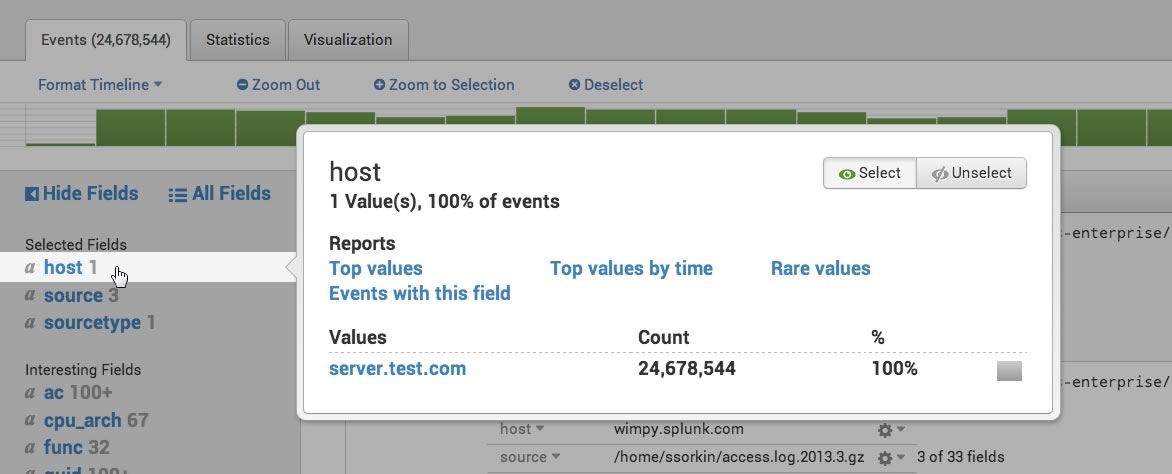 Events (24,678,544) Statistics Visualization
Format Timeline Zoom Out Zoom to Selection Deselect
Hide Fields All Fields
Selected Fields
a host 1
a source 3
a sourcetype 1
Interesting Fields
a ac 100+
a cpu_arch 67
a func 32
a guid 100+
host
Select Unselect
1 Value(s), 100% of events
Reports
Top values Top values by time Rare values
Events with this field
Values Count %
server.test.com 24,678,544 100%
-enterprise/
-enterprise/
host wimpy.splunk.com
source /home/ssorkin/access.log.2013.3.gz 3 of 33 fields